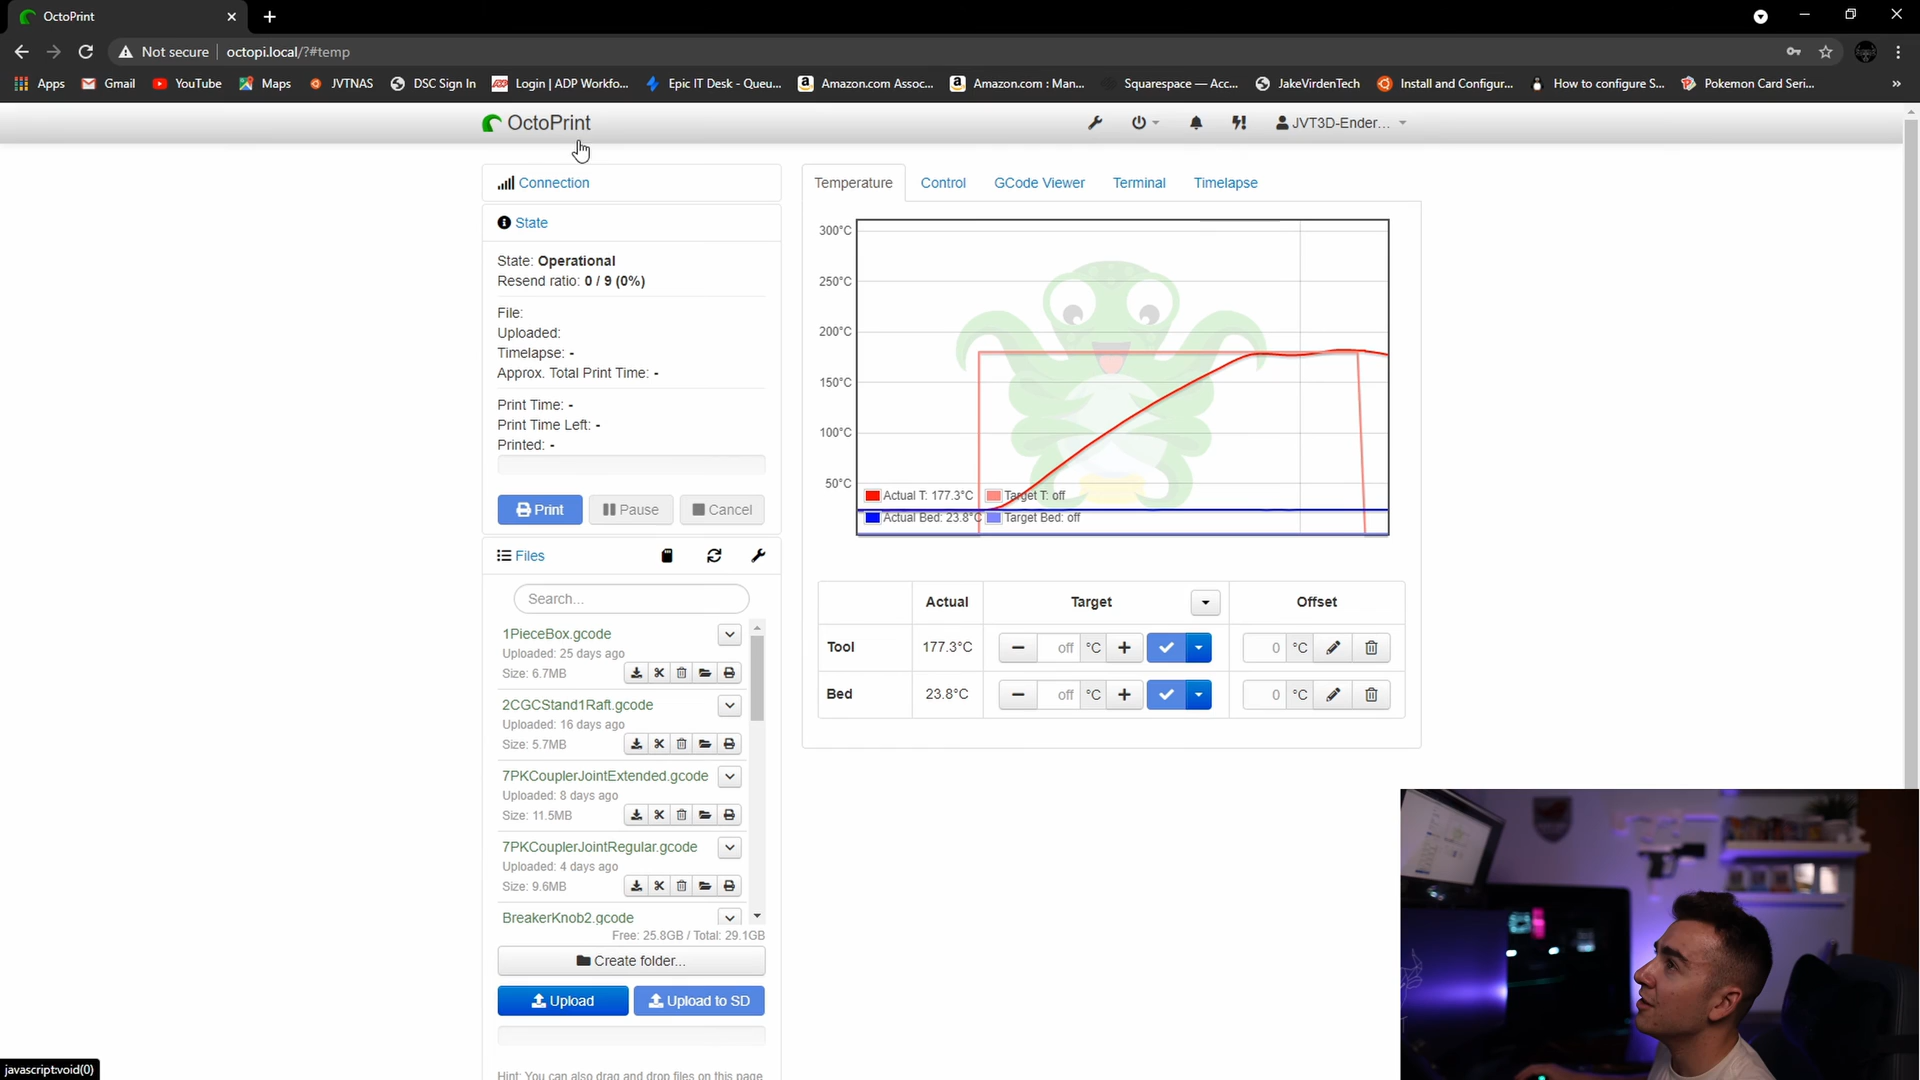 OctoPrint
Not secure
octopi.local/?#temp
Apps
Gmail
YouTube
Maps
JVTNAS
DSC Sign In
Login | ADP Workfo...
Epic IT Desk - Queu...
Amazon.com Assoc...
Amazon.com : Man...
Squarespace — Acc...
JakeVirdenTech
Install and Configur...
How to configure S...
Pokemon Card Seri...
»
OctoPrint
JVT3D-Ender...
Connection
State
State: Operational
Resend ratio: 0 / 9 (0%)
File:
Uploaded:
Timelapse: -
Approx. Total Print Time: -
Print Time: -
Print Time Left: -
Printed: -
Print
Pause
Cancel
Files
Search...
1PieceBox.gcode
Uploaded: 25 days ago
Size: 6.7MB
2CGCStand1Raft.gcode
Uploaded: 16 days ago
Size: 5.7MB
7PKCouplerJointExtended.gcode
Uploaded: 8 days ago
Size: 11.5MB
7PKCouplerJointRegular.gcode
Uploaded: 4 days ago
Size: 9.6MB
BreakerKnob2.gcode
Free: 25.8GB / Total: 29.1GB
Create folder...
Upload
Upload to SD
Hint: You can also drag and drop files on this page
Temperature
Control
GCode Viewer
Terminal
Timelapse
300°C
250°C
200°C
150°C
100°C
50°C
Actual T: 177.3°C
Target T: off
Actual Bed: 23.8°C
Target Bed: off
Actual
Target
Offset
Tool
177.3°C
off
°C
0
°C
Bed
23.8°C
off
°C
0
°C
javascript:void(0)